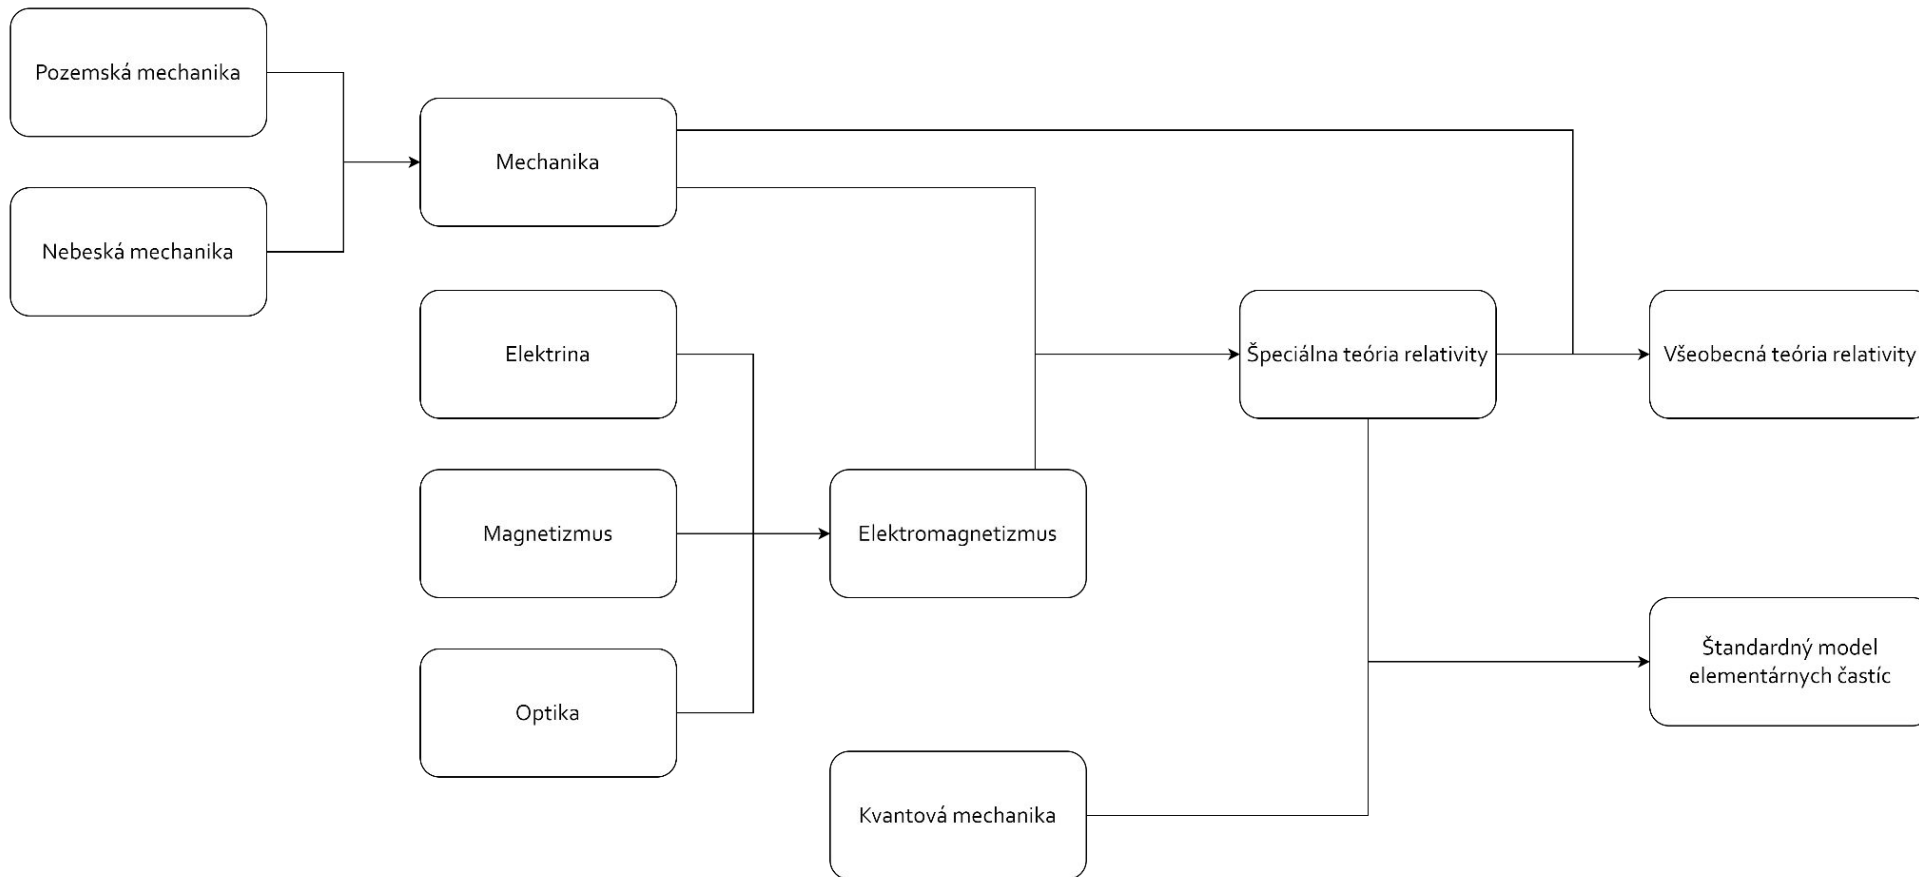 Pozemská mechanika
Nebeská mechanika
Mechanika
Elektrina
Magnetizmus
Optika
Elektromagnetizmus
Kvantová mechanika
Špeciálna teória relativity
Všeobecná teória relativity
Štandardný model
elementárnych častíc